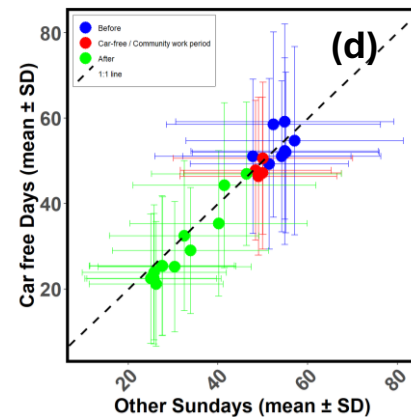 (d)
Before
Car-free / Community work period
After
1:1 line
Car free Days (mean ± SD)
80
60
40
20
20
40
60
80
Other Sundays (mean ± SD)